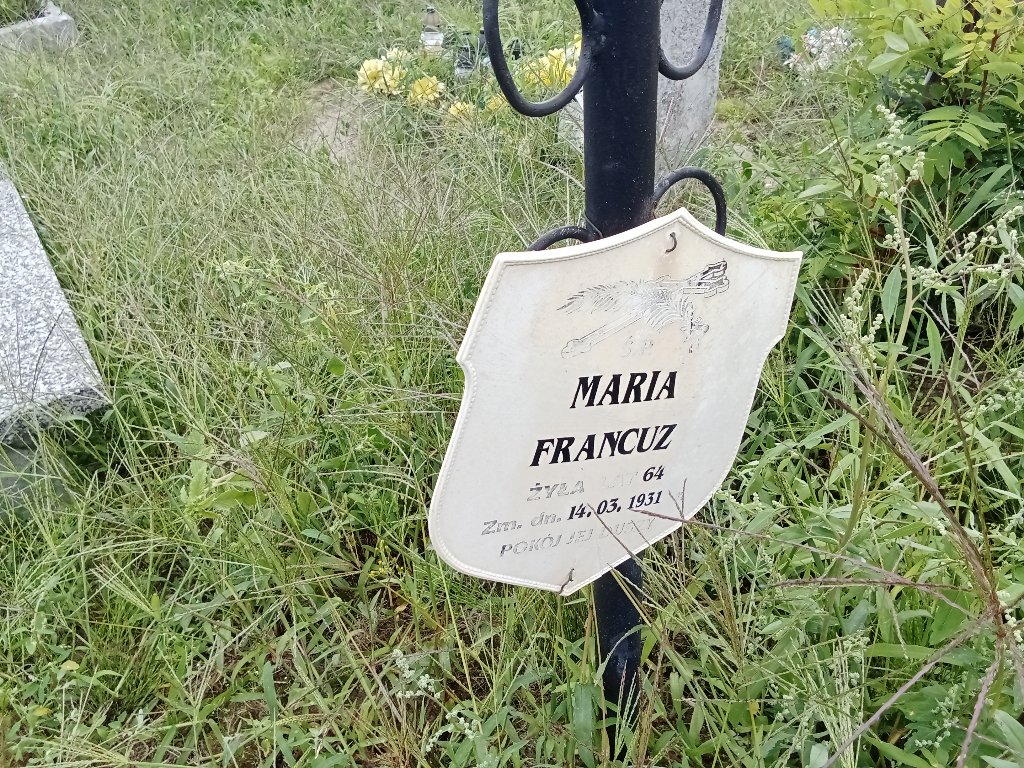 Ś.P.
MARIA
FRANCUZ
ŻYŁA LAT 64
Zm. dn. 14. 03. 1931
POKÓJ JEJ DUSZY